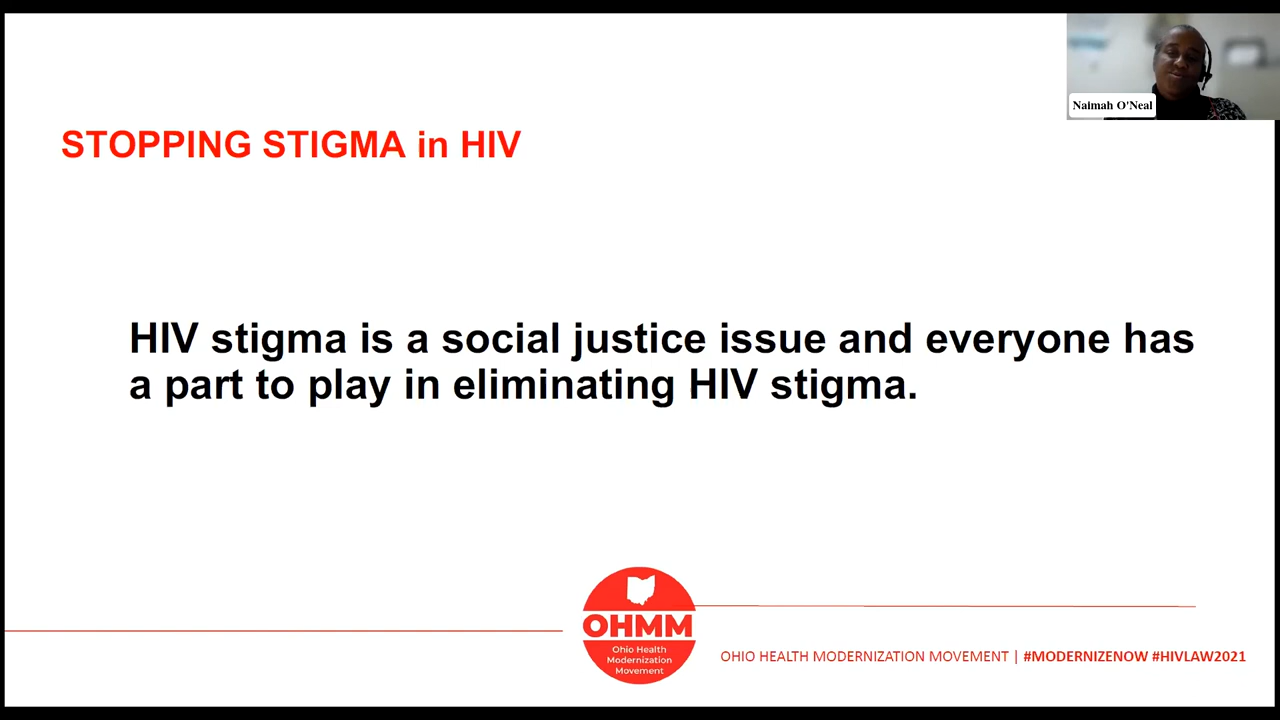 Naimah O'Neal
STOPPING STIGMA in HIV
HIV stigma is a social justice issue and everyone has
a part to play in eliminating HIV stigma.
OHMM
Ohio Health
Modernization
Movement
OHIO HEALTH MODERNIZATION MOVEMENT | #MODERNIZENOW #HIVLAW2021